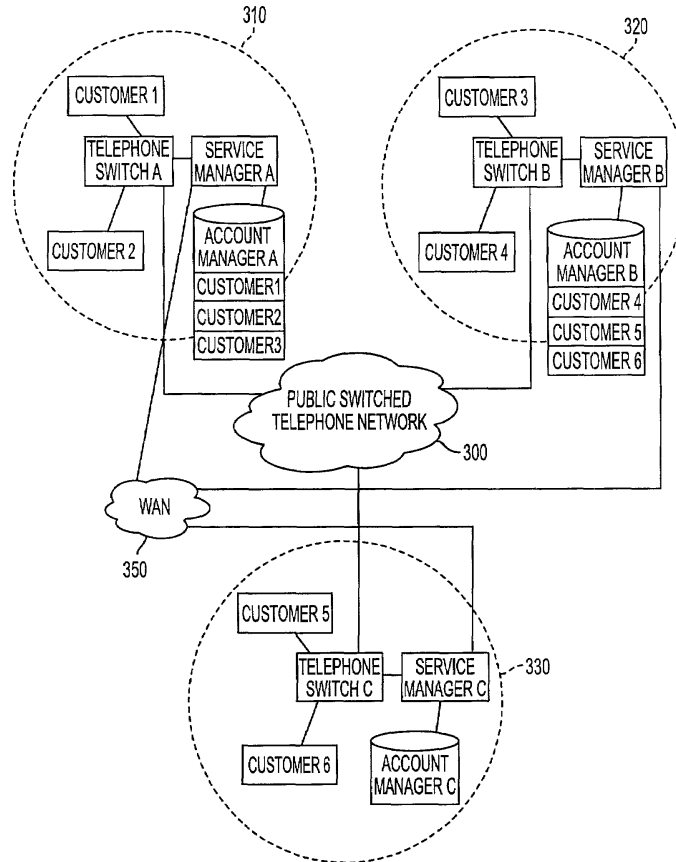 310
320
CUSTOMER 1
TELEPHONE
SWITCH A
SERVICE
MANAGER A
CUSTOMER 2
ACCOUNT
MANAGER A
CUSTOMER1
CUSTOMER2
CUSTOMER3
CUSTOMER 3
TELEPHONE
SWITCH B
SERVICE
MANAGER B
CUSTOMER 4
ACCOUNT
MANAGER B
CUSTOMER 4
CUSTOMER 5
CUSTOMER 6
PUBLIC SWITCHED
TELEPHONE NETWORK
300
WAN
350
CUSTOMER 5
TELEPHONE
SWITCH C
SERVICE
MANAGER C
330
CUSTOMER 6
ACCOUNT
MANAGER C